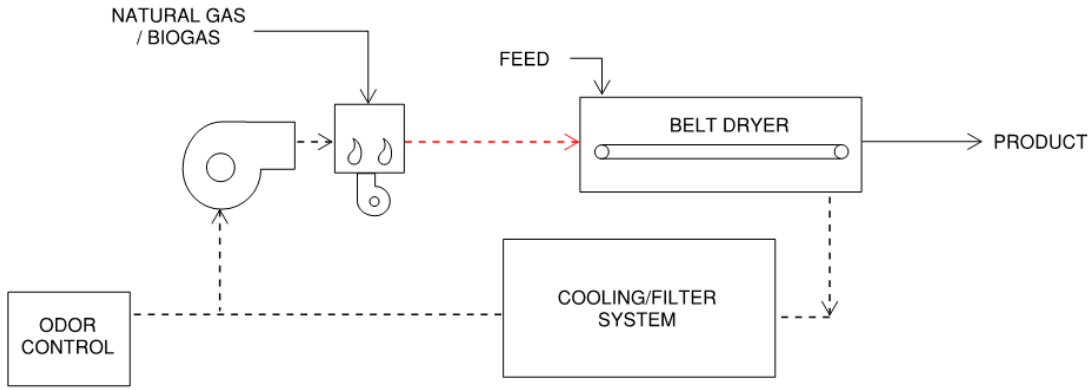 NATURAL GAS
/ BIOGAS
FEED
BELT DRYER
PRODUCT
COOLING/FILTER
SYSTEM
ODOR
CONTROL